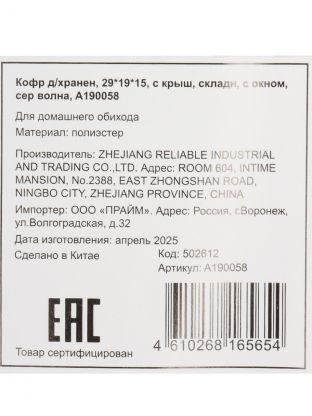 Кофр д/хранен, 29*19*15, с крыш, складн, с окном,
сер волна, А190058
Для домашнего обихода
Материал: полиэстер
Производитель: ZHEJIANG RELIABLE INDUSTRIAL
AND TRADING CO.,LTD. Адрес: ROOM 604, INTIME
MANSION, No.2388, EAST ZHONGSHAN ROAD,
NINGBO CITY, ZHEJIANG PROVINCE, CHINA
Импортер: ООО «ПРАЙМ». Адрес: Россия, г.Воронеж,
ул.Волгоградская, д.32
Дата изготовления: апрель 2025
Сделано в Китае
Код: 502612
Артикул: А190058
EAC
Товар сертифицирован
4 610268 165654